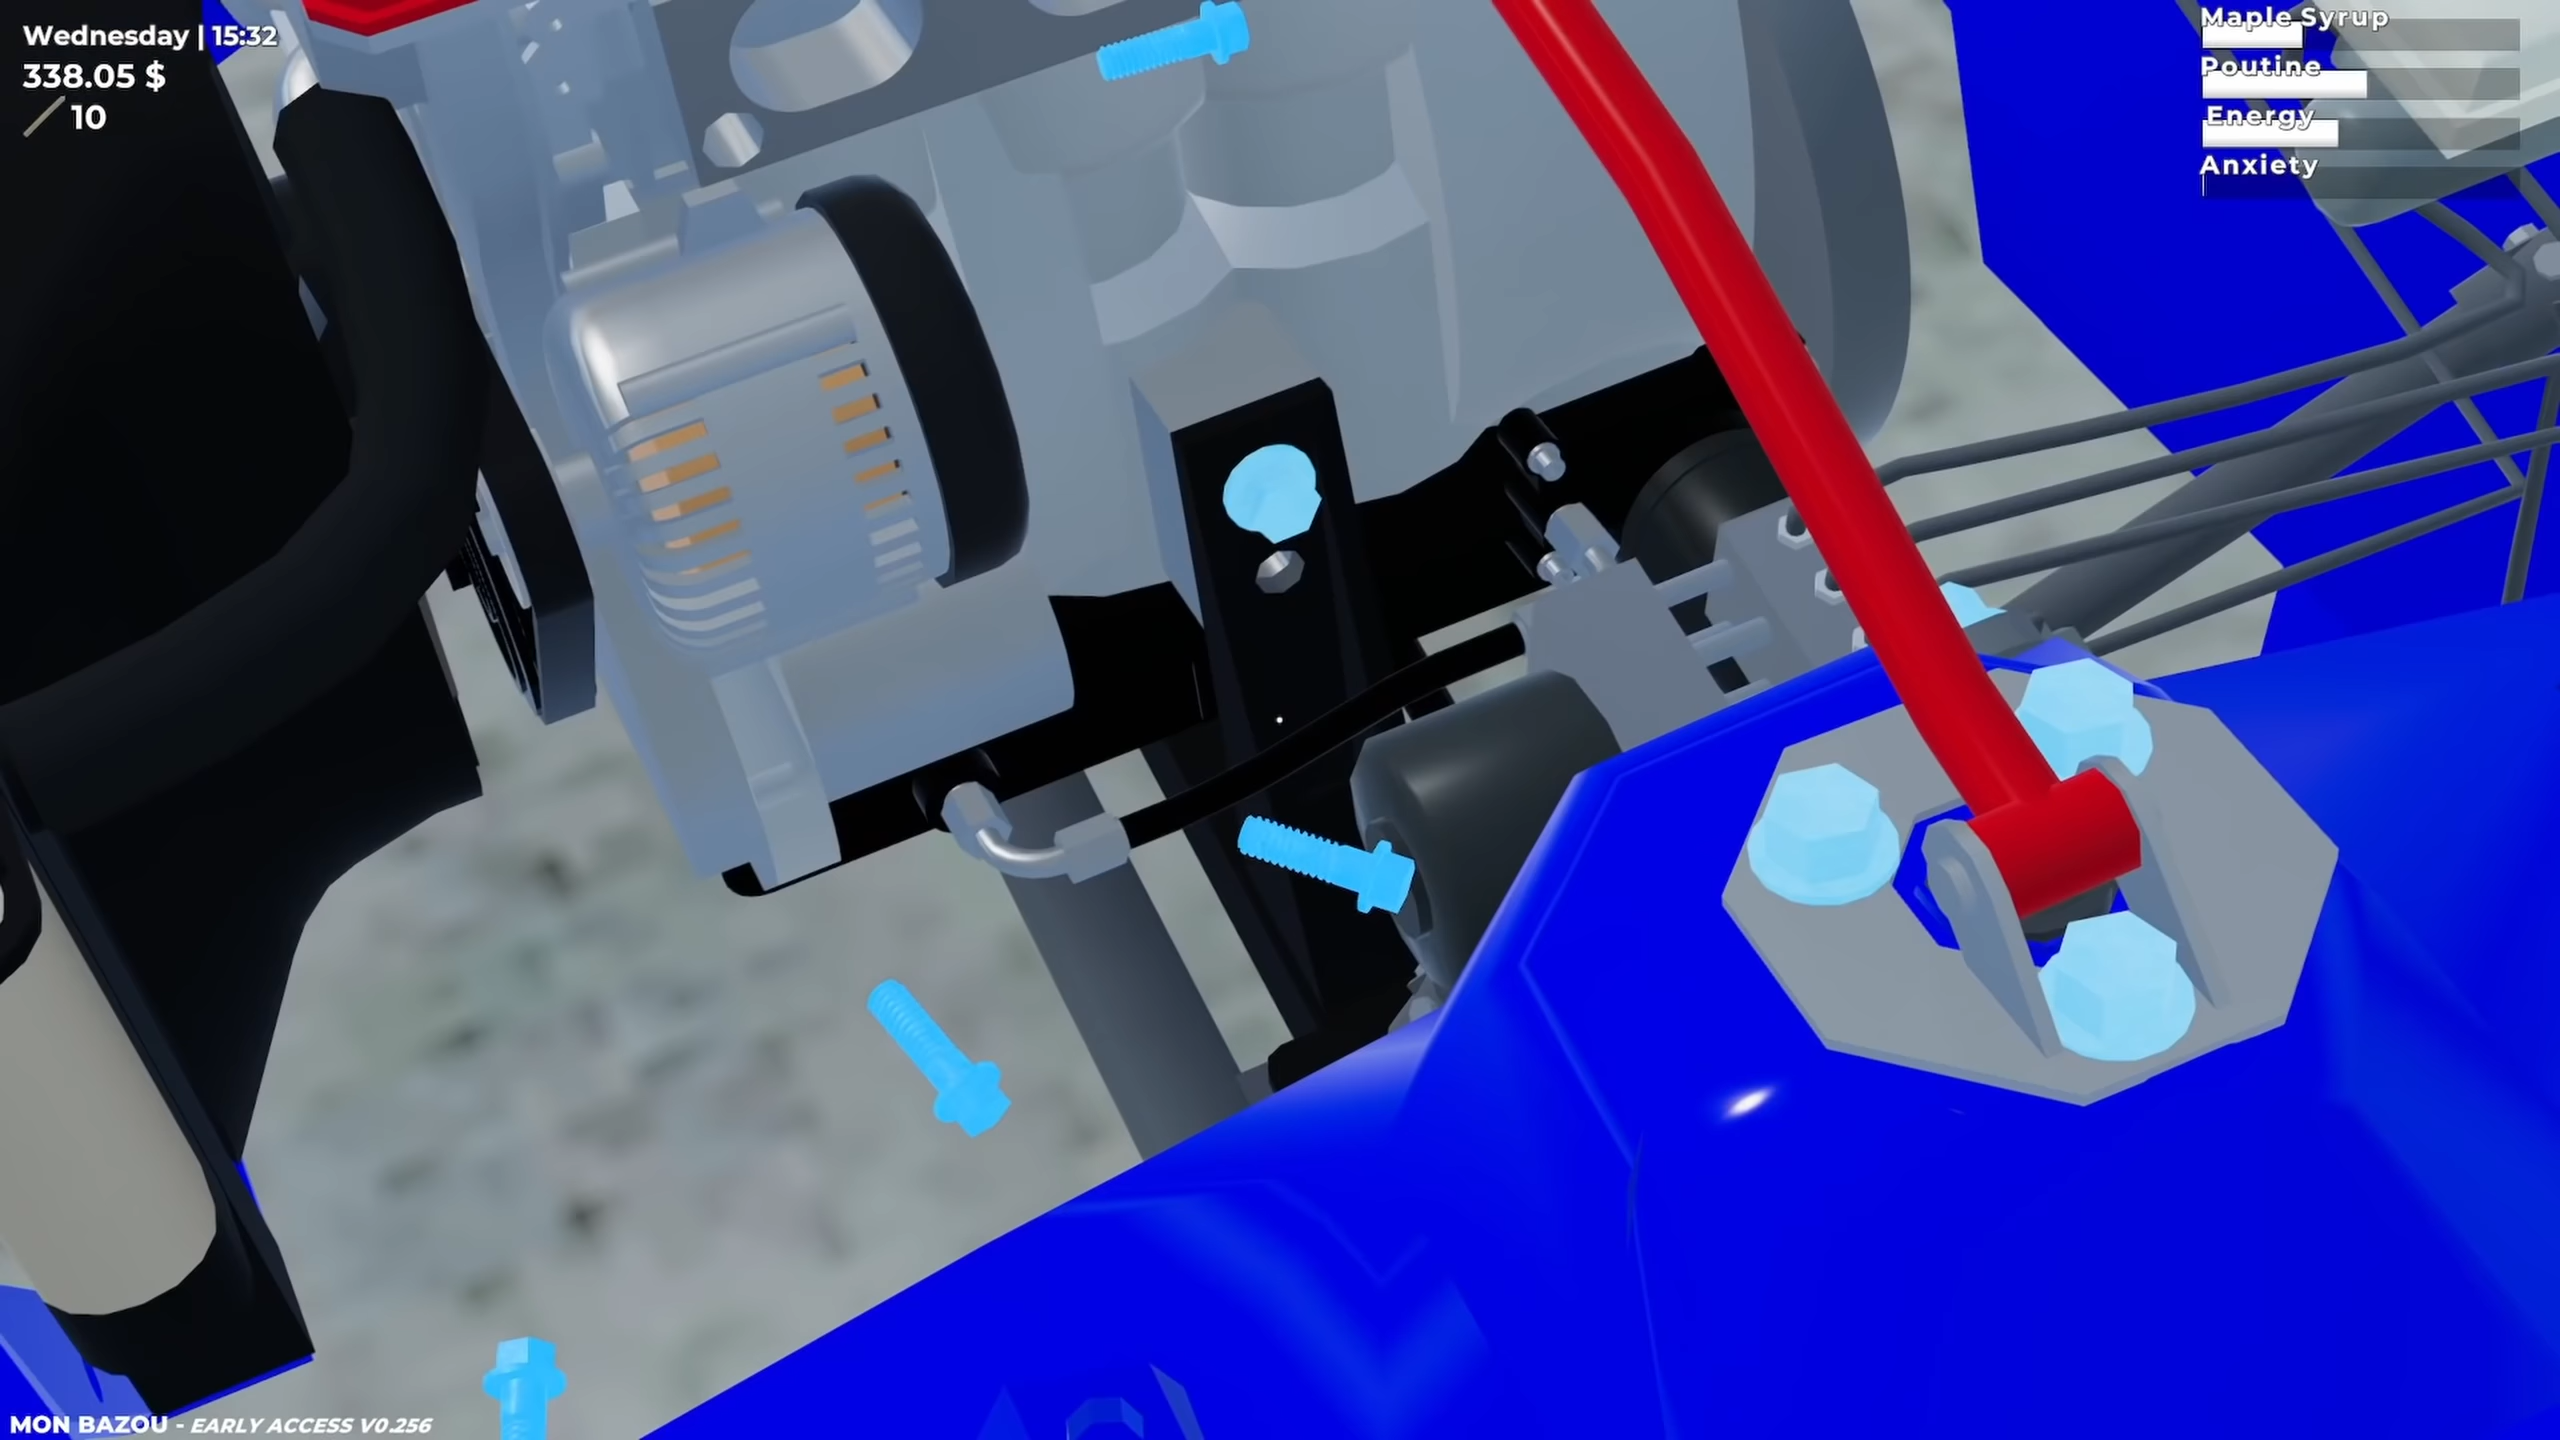 Wednesday | 15:32
338.05 $
10
Maple Syrup
Poutine
Energy
Anxiety
MON BAZOU - EARLY ACCESS V0.256